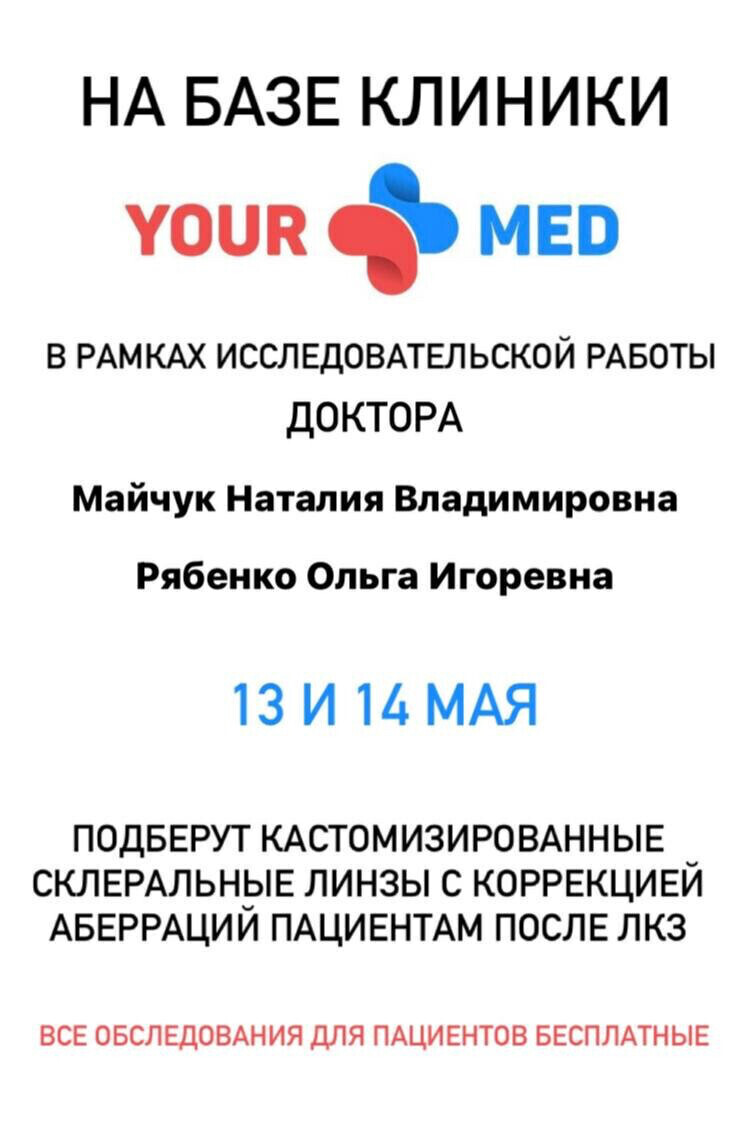 НА БАЗЕ КЛИНИКИ
YOUR MED
В РАМКАХ ИССЛЕДОВАТЕЛЬСКОЙ РАБОТЫ
ДОКТОРА
Майчук Наталия Владимировна
Рябенко Ольга Игоревна
13 И 14 МАЯ
ПОДБЕРУТ КАСТОМИЗИРОВАННЫЕ
СКЛЕРАЛЬНЫЕ ЛИНЗЫ С КОРРЕКЦИЕЙ
АБЕРРАЦИЙ ПАЦИЕНТАМ ПОСЛЕ ЛКЗ
ВСЕ ОБСЛЕДОВАНИЯ ДЛЯ ПАЦИЕНТОВ БЕСПЛАТНЫЕ